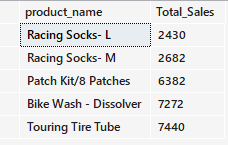 product_name Total_Sales
Racing Socks- L 2430
Racing Socks- M 2682
Patch Kit/8 Patches 6382
Bike Wash - Dissolver 7272
Touring Tire Tube 7440